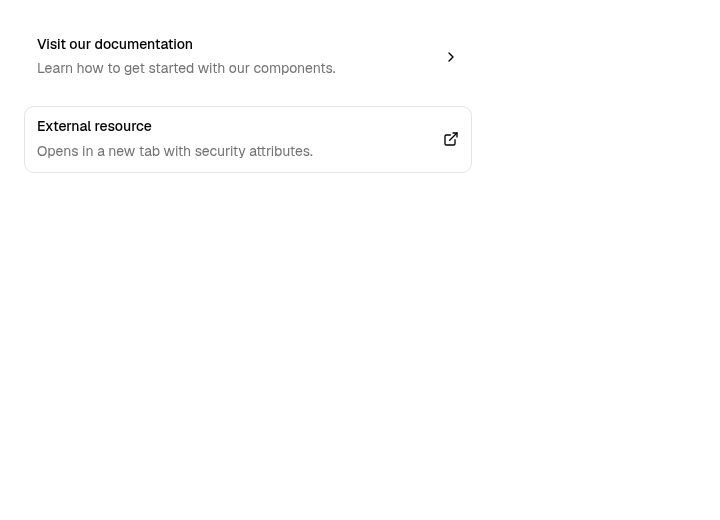 Visit our documentation
Learn how to get started with our components.
External resource
Opens in a new tab with security attributes.